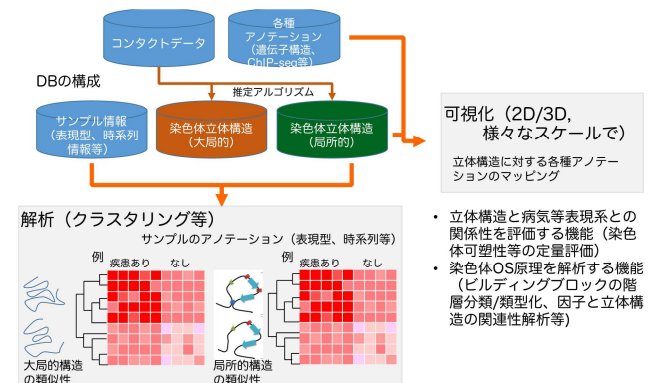 コンタクトデータ
各種
アノテーション
（遺伝子構造、
ChIP-seq等）
DBの構成
推定アルゴリズム
サンプル情報
（表現型、時系列
情報等）
染色体立体構造
（大局的）
染色体立体構造
（局所的）
可視化（2D/3D,
様々なスケールで）
立体構造に対する各種アノテー
ションのマッピング
解析（クラスタリング等）
サンプルのアノテーション（表現型、時系列等）
例
疾患あり
なし
例
疾患あり
なし
大局的構造
の類似性
局所的構造
の類似性
• 立体構造と病気等表現系との
関係性を評価する機能（染色
体可塑性等の定量評価）
• 染色体OS原理を解析する機能
（ビルディングブロックの階
層分類/類型化、因子と立体構
造の関連性解析等)